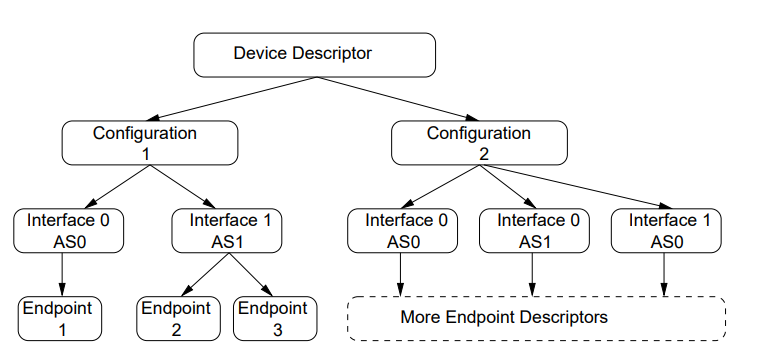 Device Descriptor
Configuration
1
Configuration
2
Interface 0
AS0
Interface 1
AS1
Interface 0
AS0
Interface 0
AS1
Interface 1
AS0
Endpoint
1
Endpoint
2
Endpoint
3
More Endpoint Descriptors